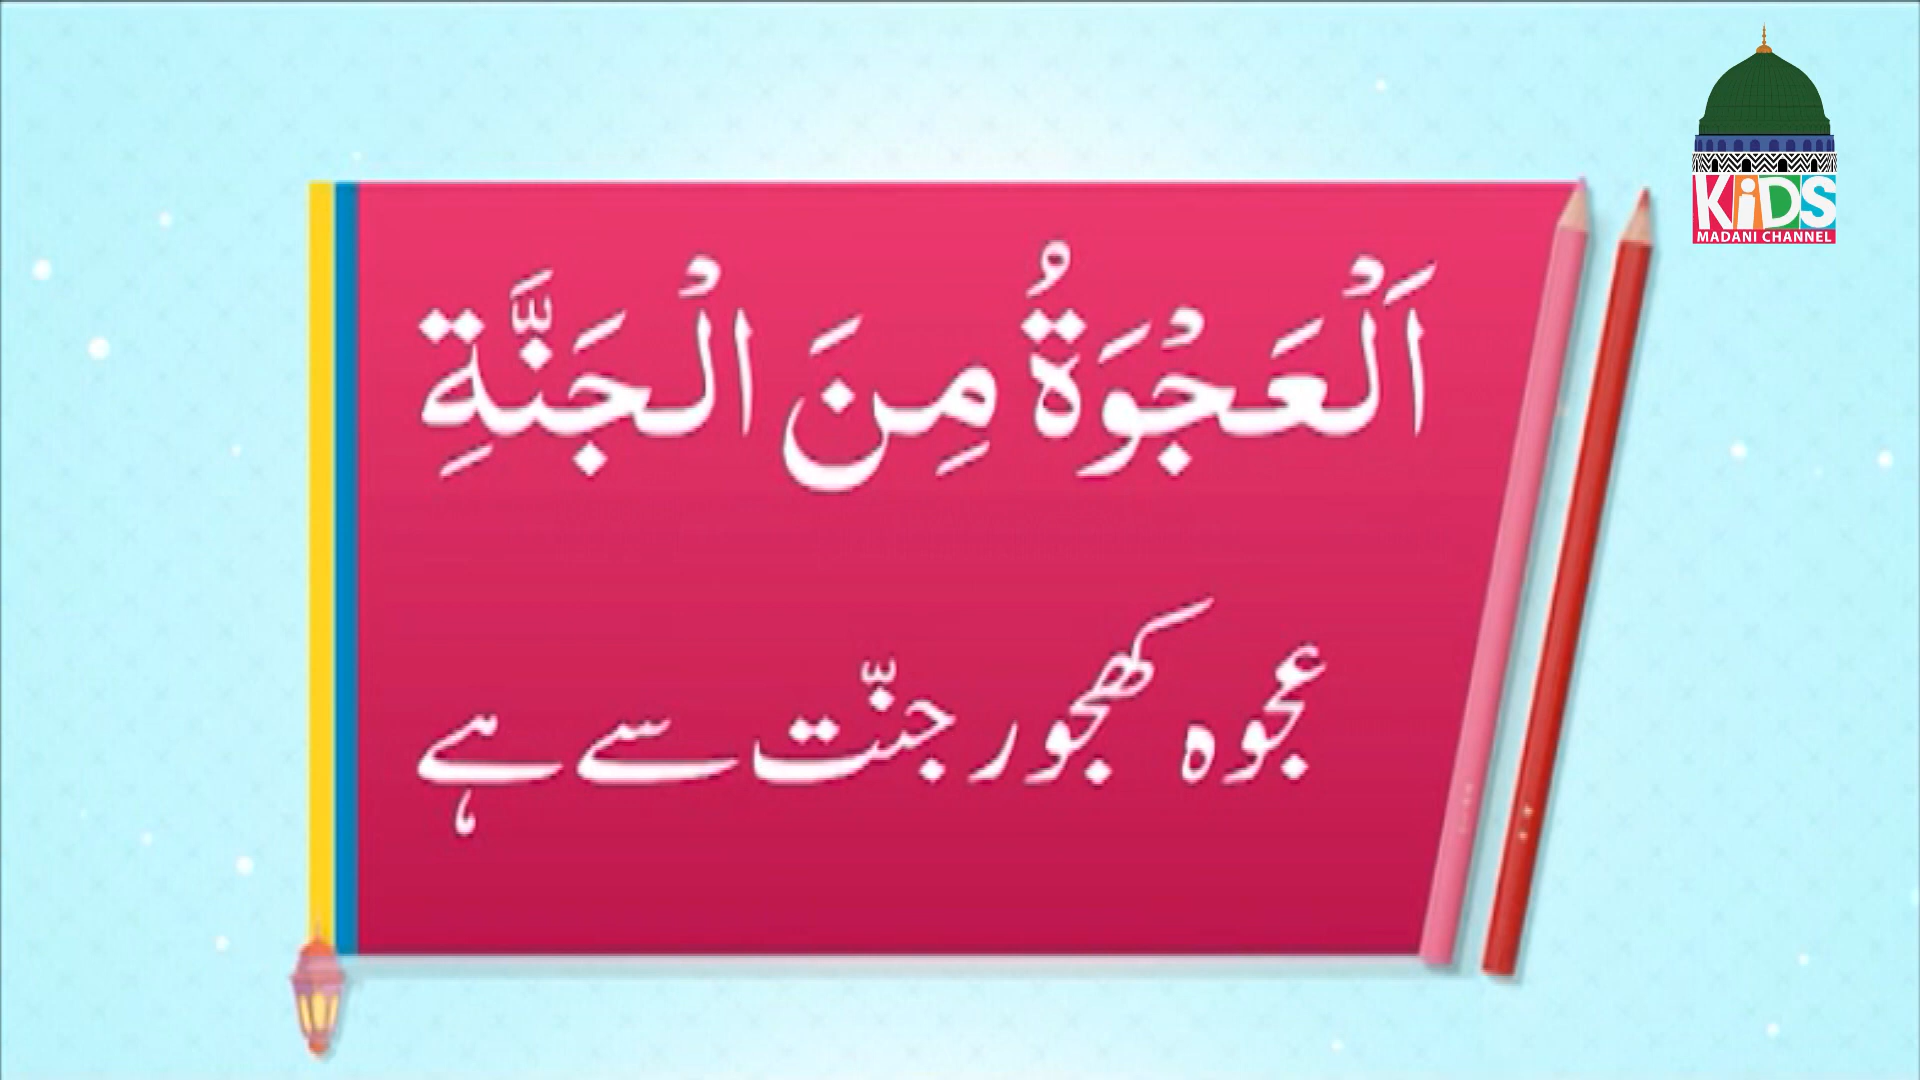 KiDS
MADANI CHANNEL
اَلْعَجْوَةُ مِنَ الْجَنَّةِ
عجوہ کھجور جنّت سے ہے